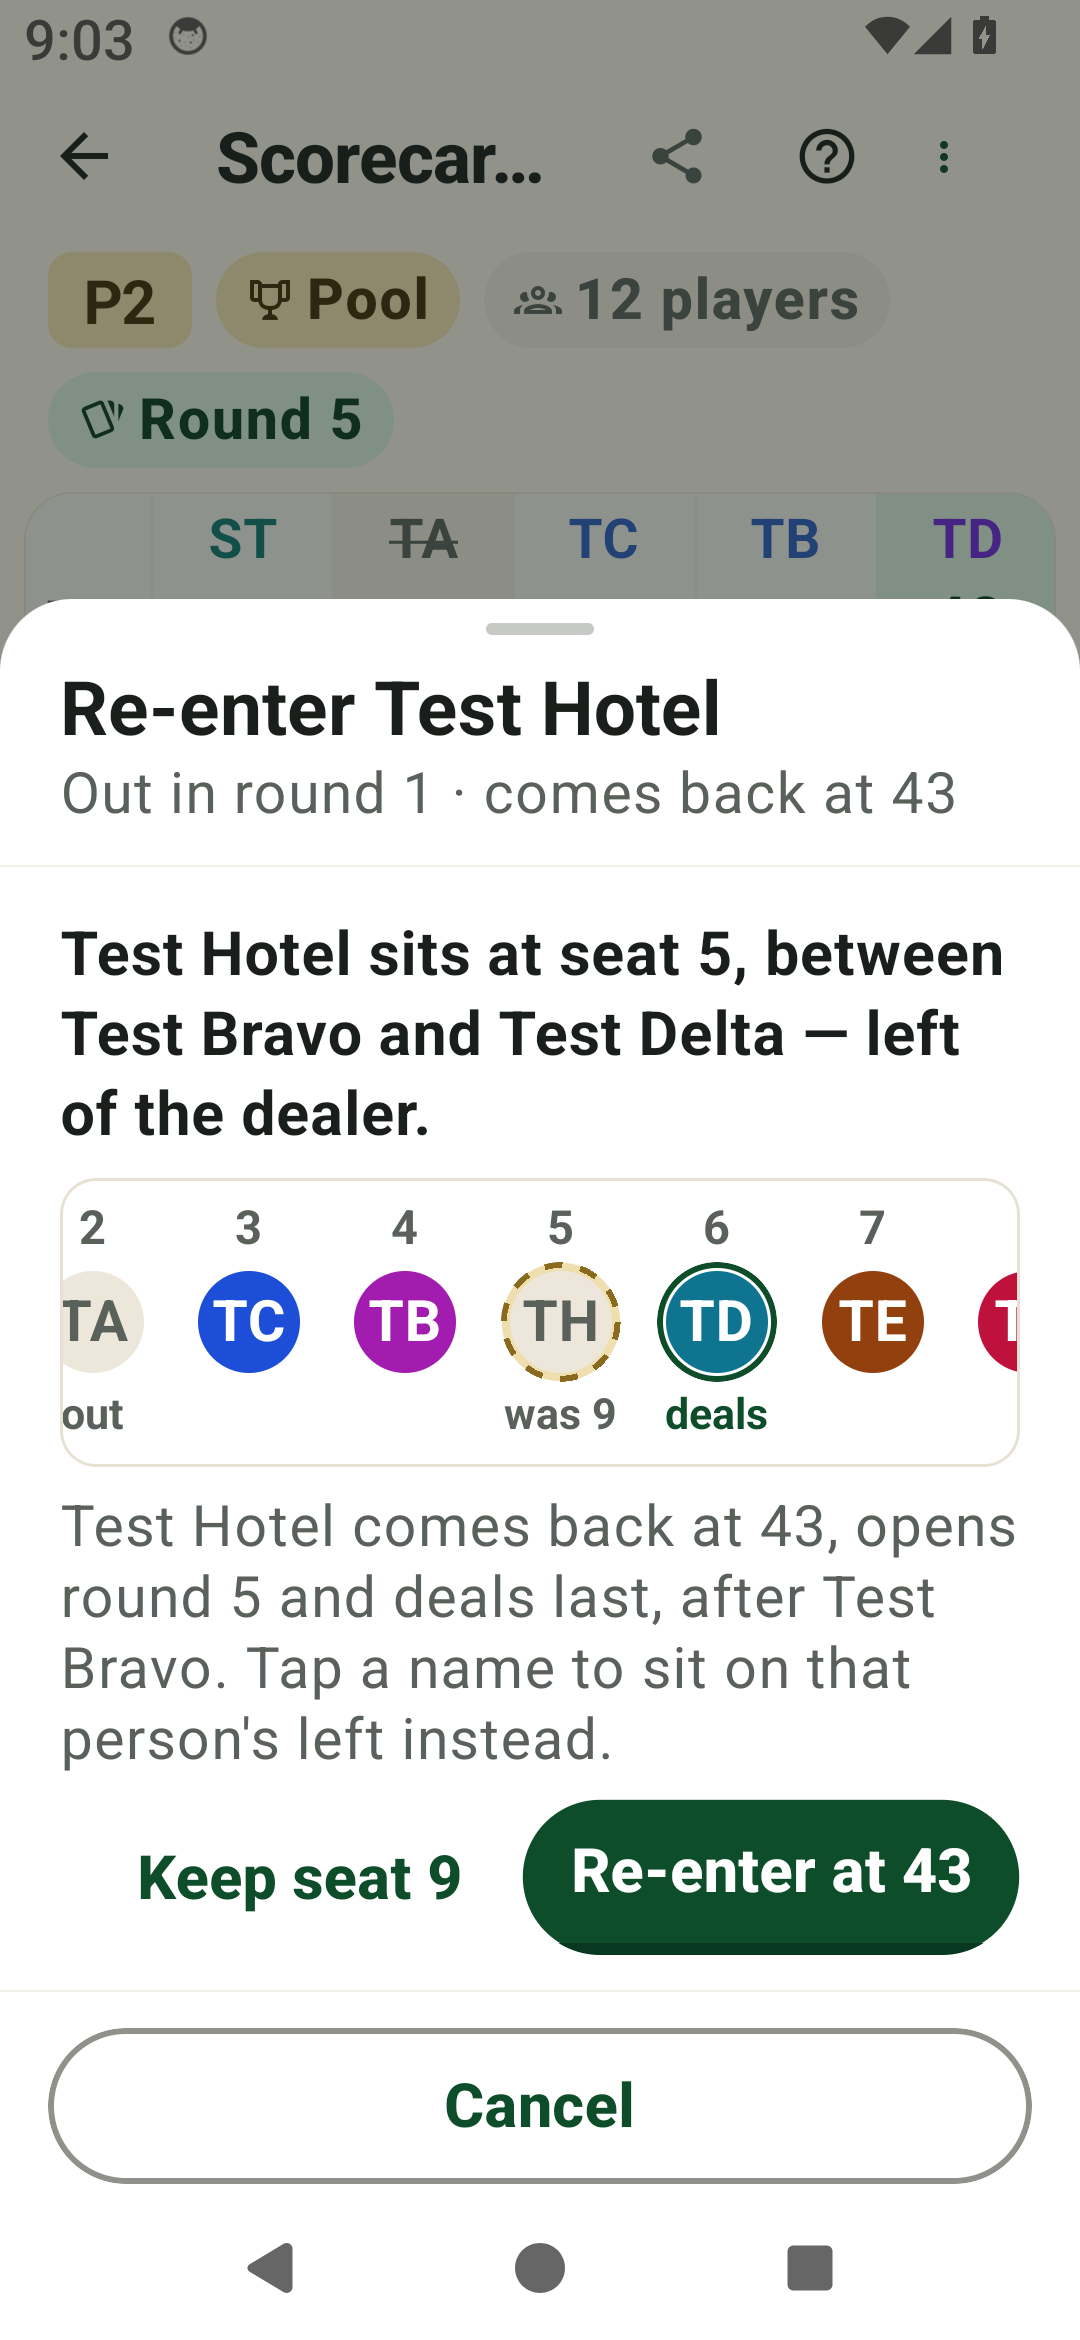 9:03
Scorecar...
P2
Pool
12 players
Round 5
ST TA TC TB TD
Re-enter Test Hotel
Out in round 1 · comes back at 43
Test Hotel sits at seat 5, between
Test Bravo and Test Delta — left
of the dealer.
2 3 4 5 6 7
TA TC TB TH TD TE
out was 9 deals
Test Hotel comes back at 43, opens
round 5 and deals last, after Test
Bravo. Tap a name to sit on that
person's left instead.
Keep seat 9
Re-enter at 43
Cancel